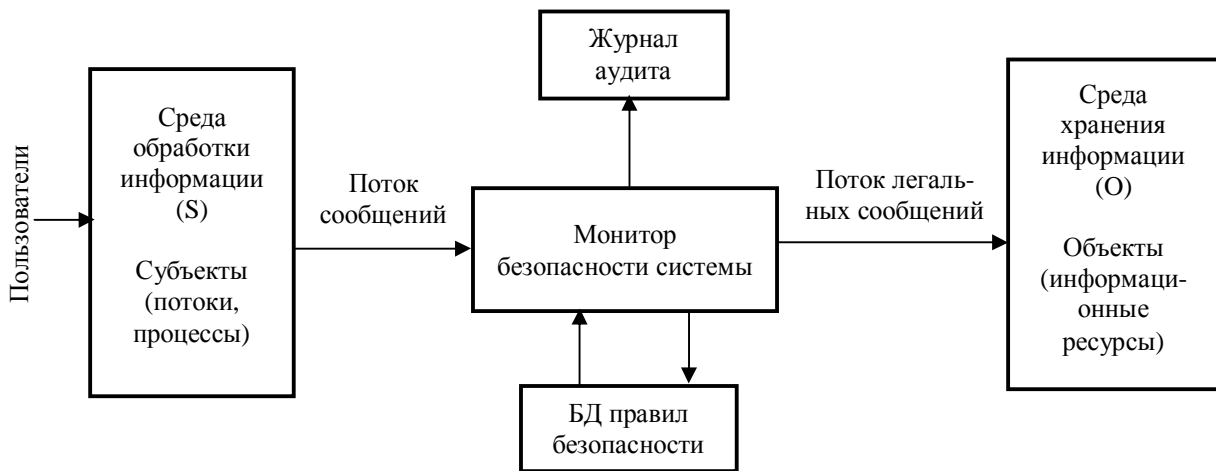 Пользователи
Среда
обработки
информации
(S)
Субъекты
(потоки,
процессы)
Поток
сообщений
Журнал
аудита
Монитор
безопасности системы
БД правил
безопасности
Поток легаль-
ных сообщений
Среда
хранения
информации
(O)
Объекты
(информаци-
онные
ресурсы)